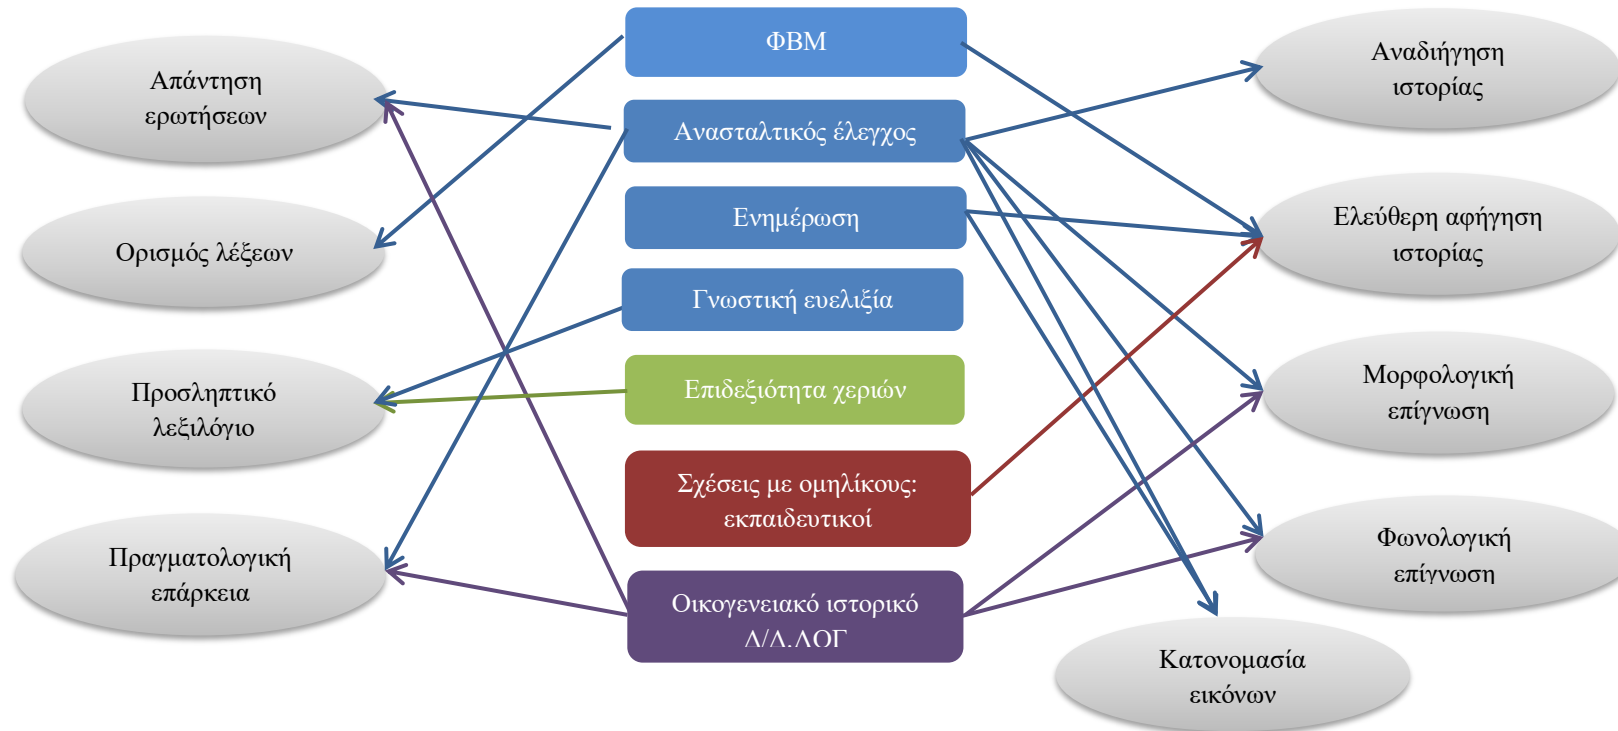 Απάντηση
ερωτήσεων
Ορισμός λέξεων
Προσληπτικό
λεξιλόγιο
Πραγματολογική
επάρκεια
ΦΒΜ
Ανασταλτικός έλεγχος
Ενημέρωση
Γνωστική ευελιξία
Επιδεξιότητα χεριών
Σχέσεις με ομηλίκους:
εκπαιδευτικοί
Οικογενειακό ιστορικό
Δ/Δ.ΛΟΓ
Αναδιήγηση
ιστορίας
Ελεύθερη αφήγηση
ιστορίας
Μορφολογική
επίγνωση
Φωνολογική
επίγνωση
Κατονομασία
εικόνων